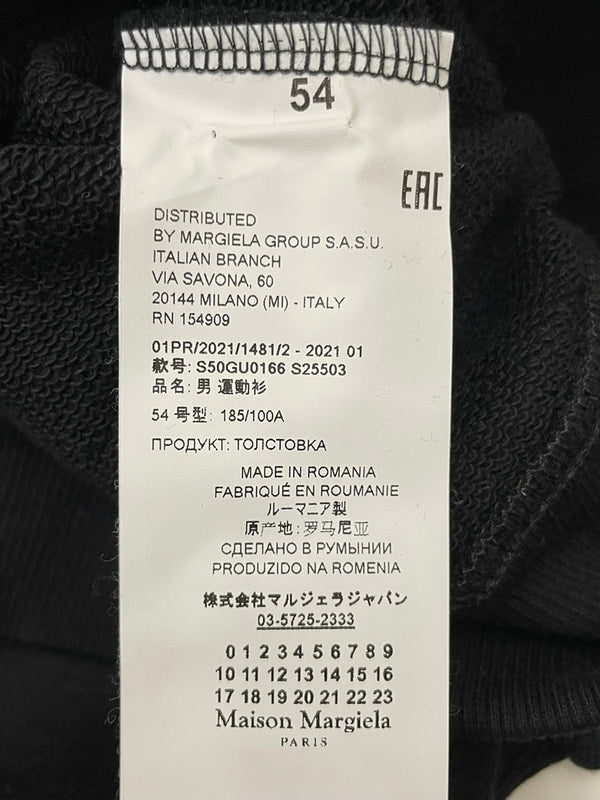 54
EAC
DISTRIBUTED
BY MARGIELA GROUP S.A.S.U.
ITALIAN BRANCH
VIA SAVONA, 60
20144 MILANO (MI) - ITALY
RN 154909
01PR/2021/1481/2 - 2021 01
款号: S50GU0166 S25503
品名: 男 運動衫
54 号型: 185/100A
ПРОДУКТ: ТОЛСТОВКА
MADE IN ROMANIA
FABRIQUÉ EN ROUMANIE
ルーマニア製
原产地: 罗马尼亚
СДЕЛАНО В РУМЫНИИ
PRODUZIDO NA ROMENIA
株式会社マルジェラジャパン
03-5725-2333
0 1 2 3 4 5 6 7 8 9
10 11 12 13 14 15 16
17 18 19 20 21 22 23
Maison Margiela
PARIS